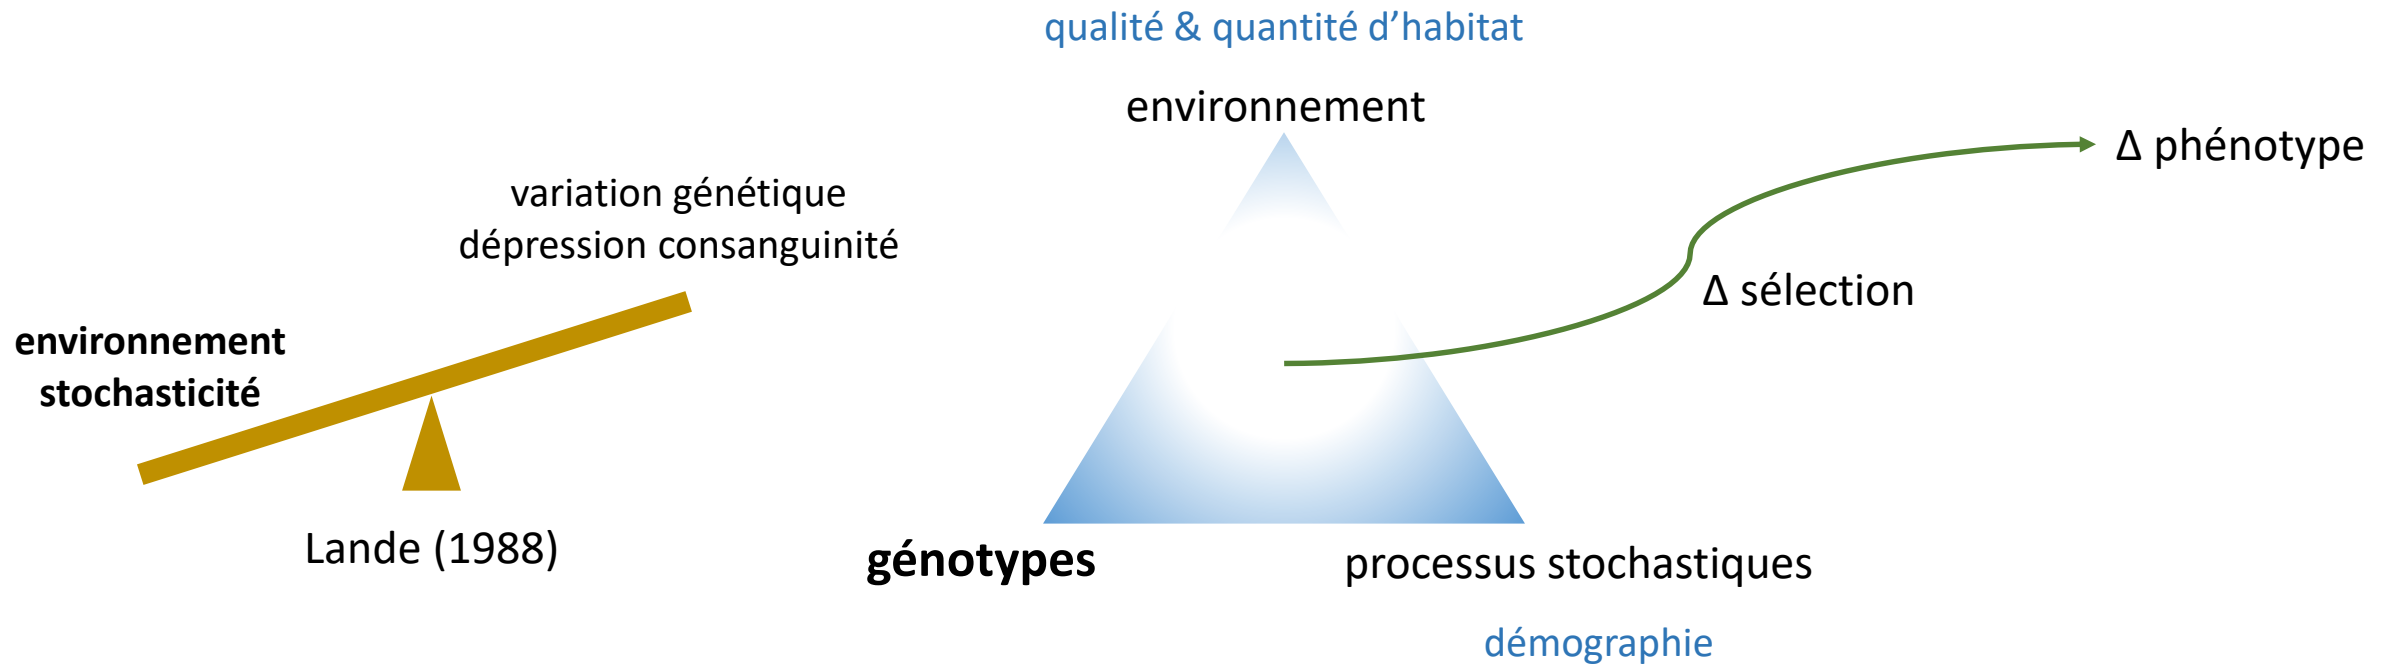 qualité & quantité d’habitat
environnement
Δ phénotype
variation génétique
dépression consanguinité
Δ sélection
environnement
stochasticité
Lande (1988)
génotypes
processus stochastiques
démographie